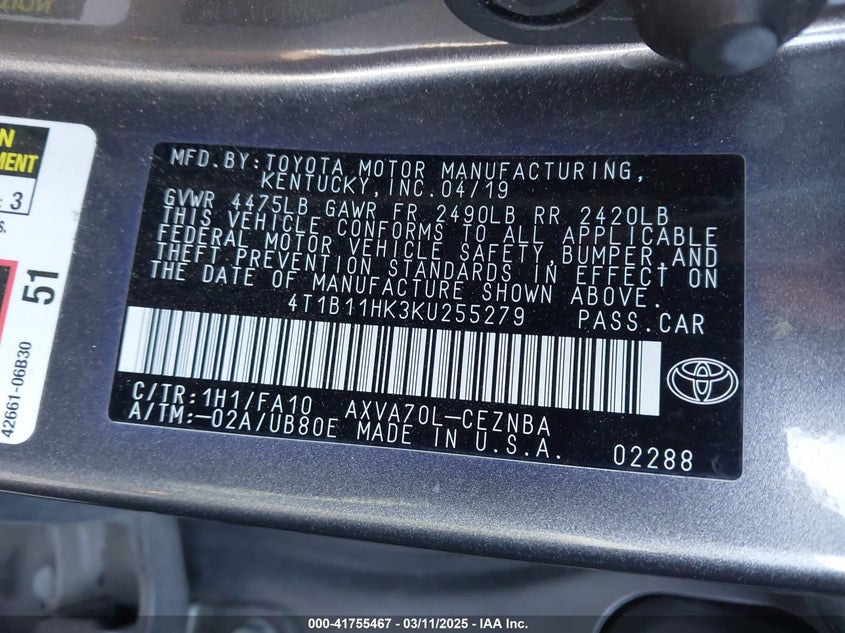 N
MENT
3
S.
51
42661-06B30
MFD.BY:TOYOTA MOTOR MANUFACTURING,
KENTUCKY,INC.04/19
GVWR 4475LB GAWR FR 2490LB RR 2420LB
THIS VEHICLE CONFORMS TO ALL APPLICABLE
FEDERAL MOTOR VEHICLE SAFETY,BUMPER,AND
THEFT PREVENTION STANDARDS IN EFFECT† ON
THE DATE OF MANUFACTURE SHOWN ABOVE.
4T1B11HK3KU255279 PASS.CAR
C/TR:1H1/FA10 AXVA70L-CEZNBA
A/TM:-02A/UB80E MADE IN U.S.A.
02288
000-41755467 - 03/11/2025 - IAA Inc.